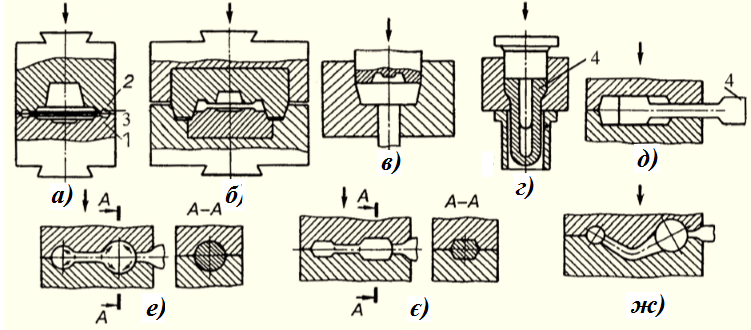 2
3
1
4
4
а)
б)
в)
г)
д)
А
А–А
А
А–А
А
А
е)
є)
ж)